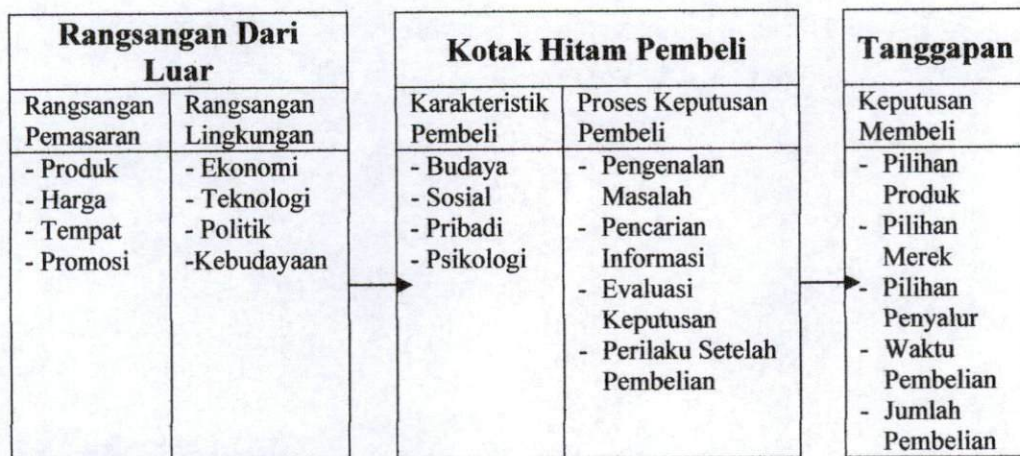 Rangsangan Dari
Luar
Rangsangan
Pemasaran
- Produk
- Harga
- Tempat
- Promosi
Rangsangan
Lingkungan
- Ekonomi
- Teknologi
- Politik
-Kebudayaan
Kotak Hitam Pembeli
Karakteristik
Pembeli
- Budaya
- Sosial
- Pribadi
- Psikologi
Proses Keputusan
Pembeli
- Pengenalan
Masalah
- Pencarian
Informasi
- Evaluasi
Keputusan
- Perilaku Setelah
Pembelian
Tanggapan
Keputusan
Membeli
- Pilihan
Produk
- Pilihan
Merek
- Pilihan
Penyalur
- Waktu
Pembelian
- Jumlah
Pembelian